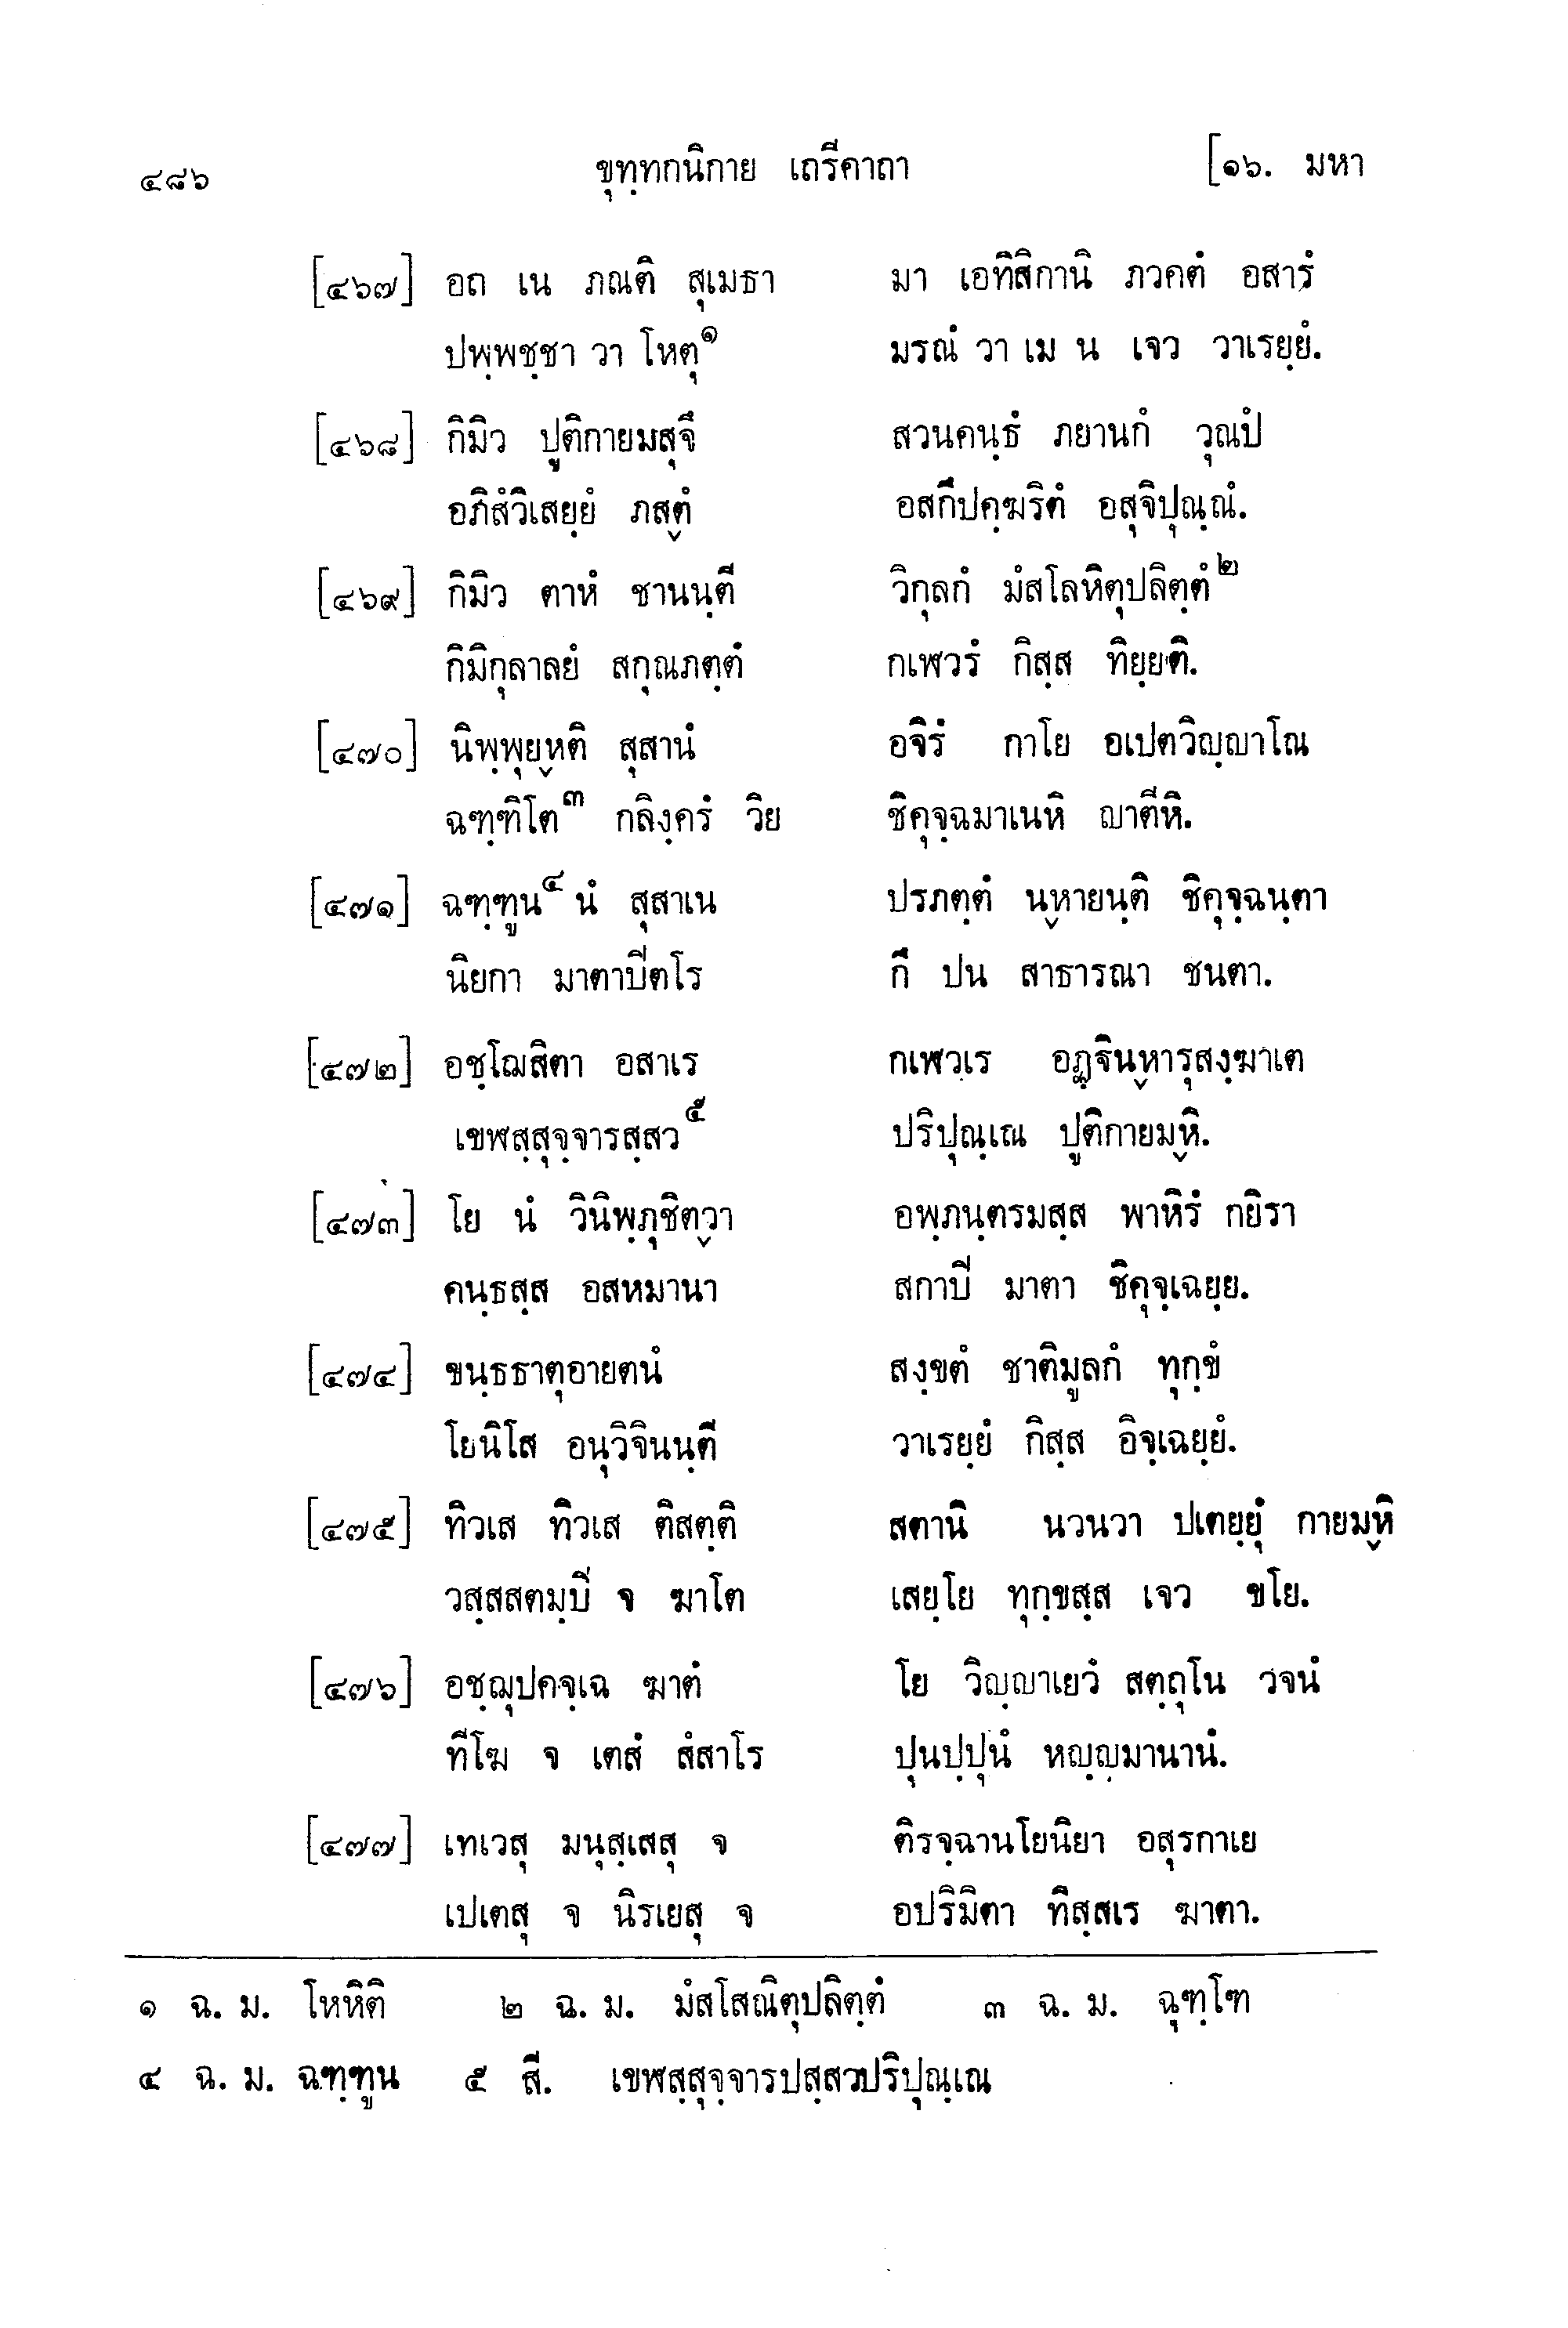 ๔๘๖ ขุทฺทกนิกาย เถรีคาถา [๑๖. มหา
[๔๖๗] อถ เน ภณติ สุเมธา มา เอทิสิกานิ ภวคตํ อสารํ
ปพฺพชฺชา วา โหตุ๑ มรณํ วา เม น เจว วาเรยฺยํ.
[๔๖๘] กิมิว ปูติกายมสุจึ สวนคนฺธํ ภยานกํ วุณปํ
อภิสํวิเสยฺยํ ภสฺตํ อสกึปคฺฆริตํ อสุจิปุณฺณํ.
[๔๖๙] กิมิว ตาหํ ชานนฺตี วิกุลกํ มํสโลหิตุปลิตฺตํ๒
กิมิกุลาลยํ สกุณภตฺตํ กเฬวรํ กิสฺส ทิยฺยติ.
[๔๗๐] นิพฺพุยฺหติ สุสานํ อจิรํ กาโย อเปตวิญฺญาโณ
ฉฑฺฑิโต๓ กลิงฺครํ วิย ชิคุจฺฉมาเนหิ ญาตีหิ.
[๔๗๑] ฉฑฺฑูน๔ นํ สุสาเน ปรภตฺตํ นฺหายนฺติ ชิคุจฺฉนฺตา
นิยกา มาตาปิตโร กึ ปน สาธารณา ชนตา.
[๔๗๒] อชฺโฌสิตา อสาเร กเฬวเร อฏฺฐินฺหารุสงฺฆาเต
เขฬสฺสุจฺจารสฺสว๕ ปริปุณฺเณ ปูติกายมฺหิ.
[๔๗๓] โย นํ วินิพฺภุชิตฺวา อพฺภนฺตรมสฺส พาหิรํ กยิรา
คนฺธสฺส อสหมานา สกาปิ มาตา ชิคุจฺเฉยฺย.
[๔๗๔] ขนฺธธาตุอายตนํ สงฺขตํ ชาติมูลกํ ทุกฺขํ
โยนิโส อนุวิจินนฺตี วาเรยฺยํ กิสฺส อิจฺเฉยฺยํ.
[๔๗๕] ทิวเส ทิวเส ติสตฺติ สตานิ นวนวา ปเตยฺยุํ กายมฺหิ
วสฺสสตมฺปิ จ ฆาโต เสยฺโย ทุกฺขสฺส เจว ขโย.
[๔๗๖] อชฺฌุปคจฺเฉ ฆาตํ โย วิญฺญาเยวํ สตฺถุโน วจนํ
ทีโฆ จ เตสํ สํสาโร ปุนปฺปุนํ หญฺญมานานํ.
[๔๗๗] เทเวสุ มนุสฺเสสุ จ ติรจฺฉานโยนิยา อสุรกาเย
เปเตสุ จ นิรเยสุ จ อปริมิตา ทิสฺสเร ฆาตา.
๑ ฉ. ม. โหหิติ ๒ ฉ. ม. มํสโสณิตุปลิตฺตํ ๓ ฉ. ม. ฉุฑฺโฑ
๔ ฉ. ม. ฉฑฺฑูน ๕ สี. เขฬสฺสุจฺจารปสฺสวปริปุณฺเณ